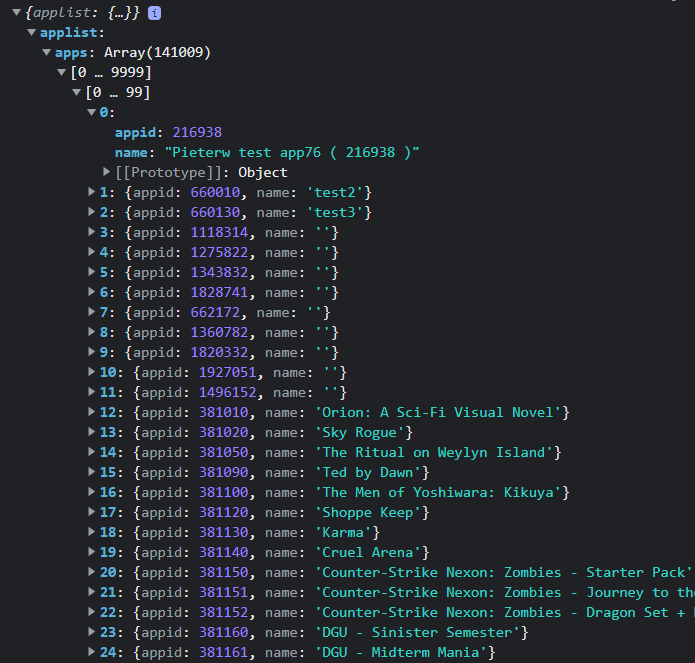 {applist: {…}} i
applist:
apps: Array(141009)
[0 … 9999]
[0 … 99]
0:
appid: 216938
name: "Pieterw test app76 ( 216938 )"
[[Prototype]]: Object
1: {appid: 660010, name: 'test2'}
2: {appid: 660130, name: 'test3'}
3: {appid: 1118314, name: ''}
4: {appid: 1275822, name: ''}
5: {appid: 1343832, name: ''}
6: {appid: 1828741, name: ''}
7: {appid: 662172, name: ''}
8: {appid: 1360782, name: ''}
9: {appid: 1820332, name: ''}
10: {appid: 1927051, name: ''}
11: {appid: 1496152, name: ''}
12: {appid: 381010, name: 'Orion: A Sci-Fi Visual Novel'}
13: {appid: 381020, name: 'Sky Rogue'}
14: {appid: 381050, name: 'The Ritual on Weylyn Island'}
15: {appid: 381090, name: 'Ted by Dawn'}
16: {appid: 381100, name: 'The Men of Yoshiwara: Kikuya'}
17: {appid: 381120, name: 'Shoppe Keep'}
18: {appid: 381130, name: 'Karma'}
19: {appid: 381140, name: 'Cruel Arena'}
20: {appid: 381150, name: 'Counter-Strike Nexon: Zombies - Starter Pack'
21: {appid: 381151, name: 'Counter-Strike Nexon: Zombies - Journey to the
22: {appid: 381152, name: 'Counter-Strike Nexon: Zombies - Dragon Set +
23: {appid: 381160, name: 'DGU - Sinister Semester'}
24: {appid: 381161, name: 'DGU - Midterm Mania'}